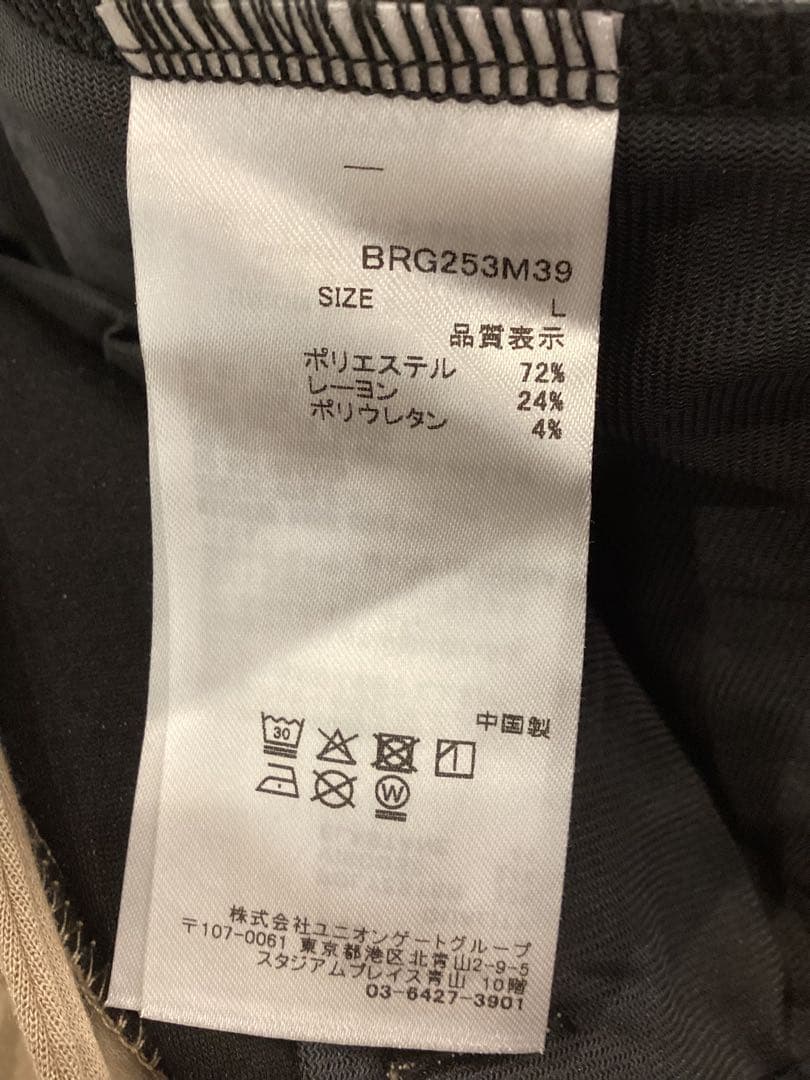 BRG253M39
SIZE L
品質表示
ポリエステル 72%
レーヨン 24%
ポリウレタン 4%
中国製
30
W
株式会社ユニオンゲートグループ
〒107-0061 東京都港区北青山2-9-5
スタジアムプレイス青山 10階
03-6427-3901